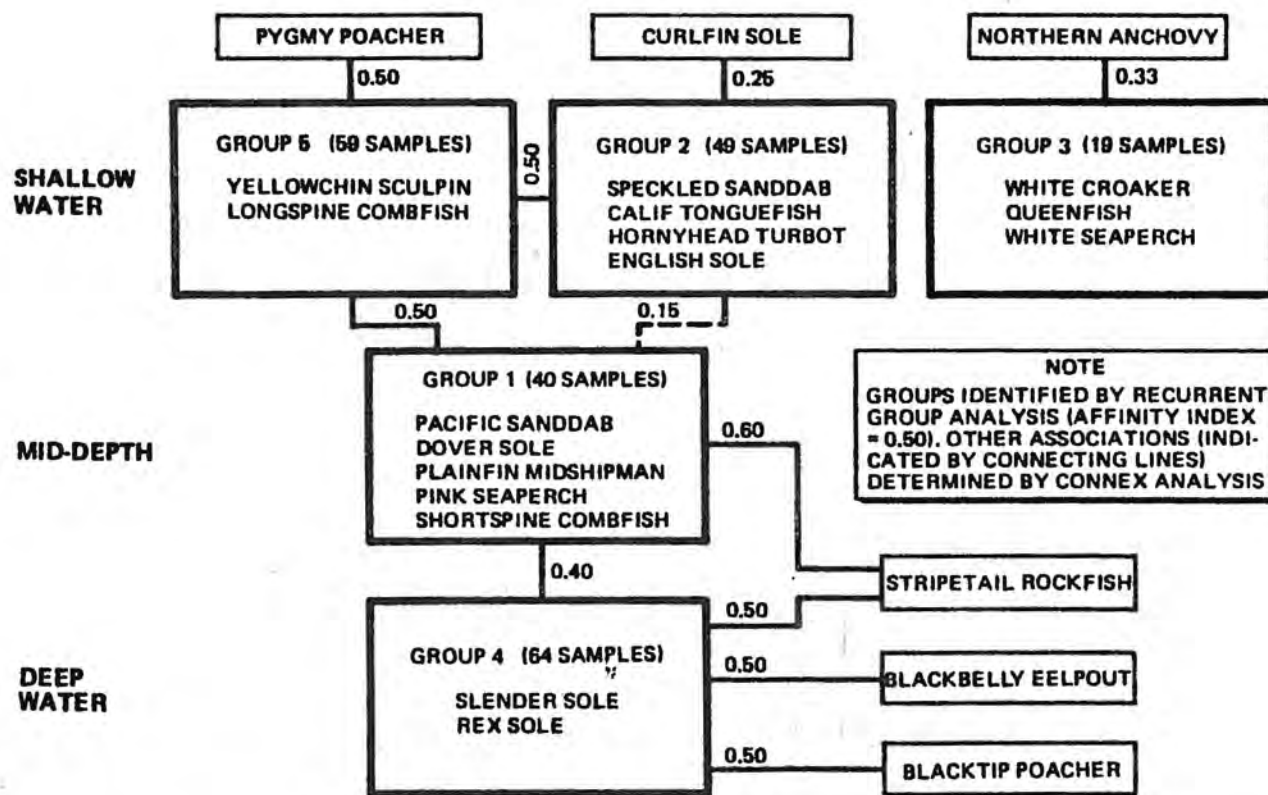 PYGMY POACHER
CURLFIN SOLE
NORTHERN ANCHOVY
0.50
0.25
0.33
SHALLOW
WATER
GROUP 5 (59 SAMPLES)
YELLOWCHIN SCULPIN
LONGSPINE COMBFISH
0.50
GROUP 2 (49 SAMPLES)
SPECKLED SANDDAB
CALIF TONGUEFISH
HORNYHEAD TURBOT
ENGLISH SOLE
GROUP 3 (19 SAMPLES)
WHITE CROAKER
QUEENFISH
WHITE SEAPERCH
0.50
0.15
MID-DEPTH
GROUP 1 (40 SAMPLES)
PACIFIC SANDDAB
DOVER SOLE
PLAINFIN MIDSHIPMAN
PINK SEAPERCH
SHORTSPINE COMBFISH
0.60
NOTE
GROUPS IDENTIFIED BY RECURRENT
GROUP ANALYSIS (AFFINITY INDEX
= 0.50). OTHER ASSOCIATIONS (INDI-
CATED BY CONNECTING LINES)
DETERMINED BY CONNEX ANALYSIS
0.40
STRIPETAIL ROCKFISH
0.50
DEEP
WATER
GROUP 4 (64 SAMPLES)
SLENDER SOLE
REX SOLE
0.50
BLACKBELLY EELPOUT
0.50
BLACKTIP POACHER